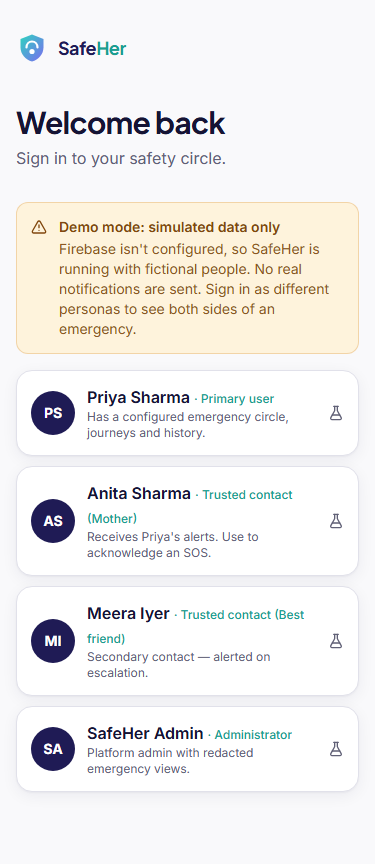 SafeHer
Welcome back
Sign in to your safety circle.
Demo mode: simulated data only
Firebase isn't configured, so SafeHer is
running with fictional people. No real
notifications are sent. Sign in as different
personas to see both sides of an
emergency.
PS
Priya Sharma · Primary user
Has a configured emergency circle,
journeys and history.
AS
Anita Sharma · Trusted contact
(Mother)
Receives Priya's alerts. Use to
acknowledge an SOS.
MI
Meera Iyer · Trusted contact (Best
friend)
Secondary contact — alerted on
escalation.
SA
SafeHer Admin · Administrator
Platform admin with redacted
emergency views.